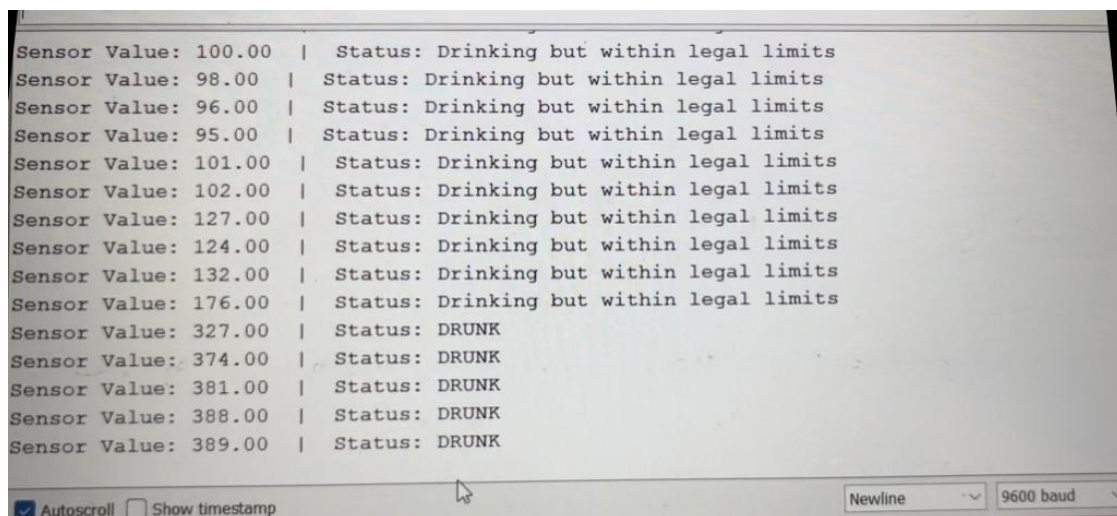 Sensor Value: 100.00 | Status: Drinking but within legal limits
Sensor Value: 98.00 | Status: Drinking but within legal limits
Sensor Value: 96.00 | Status: Drinking but within legal limits
Sensor Value: 95.00 | Status: Drinking but within legal limits
Sensor Value: 101.00 | Status: Drinking but within legal limits
Sensor Value: 102.00 | Status: Drinking but within legal limits
Sensor Value: 127.00 | Status: Drinking but within legal limits
Sensor Value: 124.00 | Status: Drinking but within legal limits
Sensor Value: 132.00 | Status: Drinking but within legal limits
Sensor Value: 176.00 | Status: Drinking but within legal limits
Sensor Value: 327.00 | Status: DRUNK
Sensor Value: 374.00 | Status: DRUNK
Sensor Value: 381.00 | Status: DRUNK
Sensor Value: 388.00 | Status: DRUNK
Sensor Value: 389.00 | Status: DRUNK
Autoscroll Show timestamp Newline 9600 baud